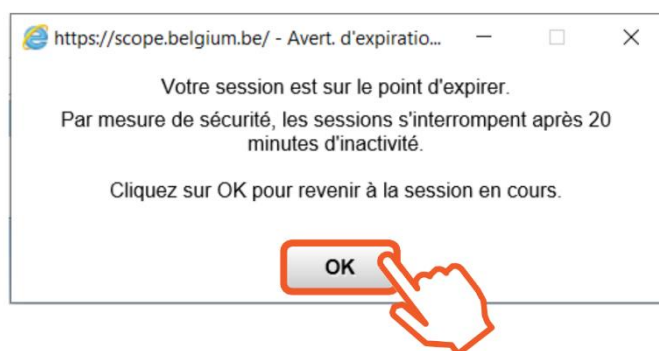 https://scope.belgium.be/ - Avert. d'expiratio...
Votre session est sur le point d'expirer.
Par mesure de sécurité, les sessions s'interrompent après 20
minutes d'inactivité.
Cliquez sur OK pour revenir à la session en cours.
OK